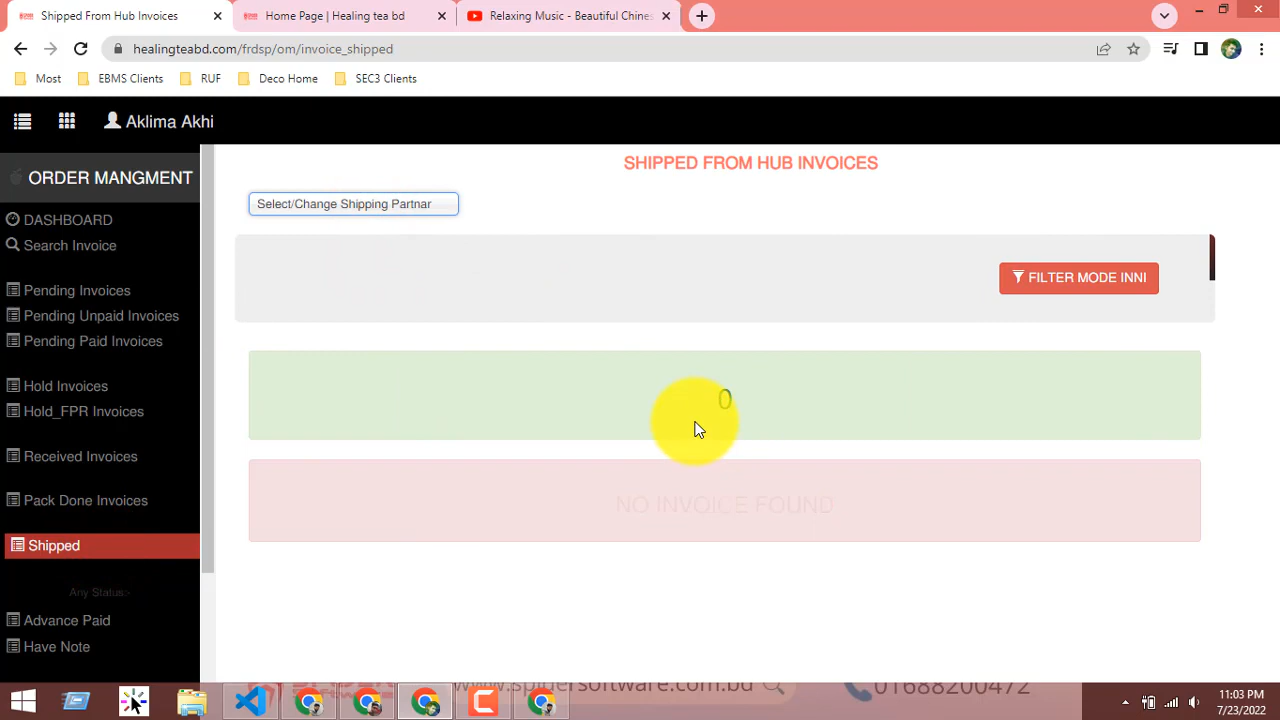 Shipped From Hub Invoices
Home Page | Healing tea bd
Relaxing Music - Beautiful Chines
healingteabd.com/frdsp/om/invoice_shipped
Most
EBMS Clients
RUF
Deco Home
SEC3 Clients
Aklima Akhi
ORDER MANGMENT
DASHBOARD
Search Invoice
Pending Invoices
Pending Unpaid Invoices
Pending Paid Invoices
Hold Invoices
Hold_FPR Invoices
Received Invoices
Pack Done Invoices
Shipped
Any Status:-
Advance Paid
Have Note
SHIPPED FROM HUB INVOICES
Select/Change Shipping Partnar
FILTER MODE INNI
0
NO INVOICE FOUND
www.spidersoftware.com.bd
01688200472
11:03 PM
7/23/2022